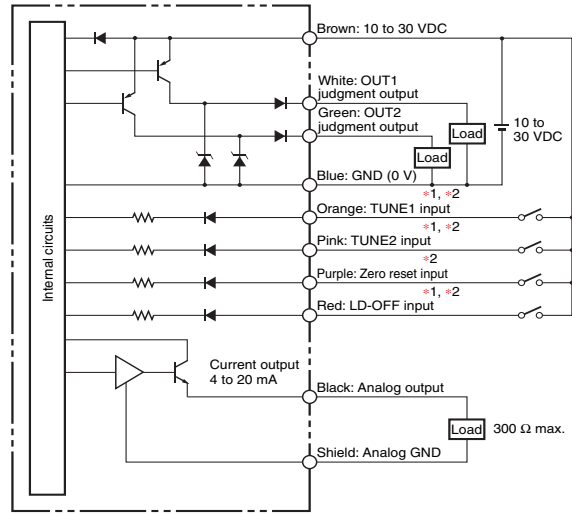 Brown: 10 to 30 VDC
White: OUT1
judgment output
Green: OUT2
judgment output
Load
Load
10 to
30 VDC
Blue: GND (0 V)
*1, *2
Orange: TUNE1 input
*1, *2
Pink: TUNE2 input
*2
Purple: Zero reset input
*1, *2
Red: LD-OFF input
Internal circuits
Current output
4 to 20 mA
Black: Analog output
Load
300 Ω max.
Shield: Analog GND